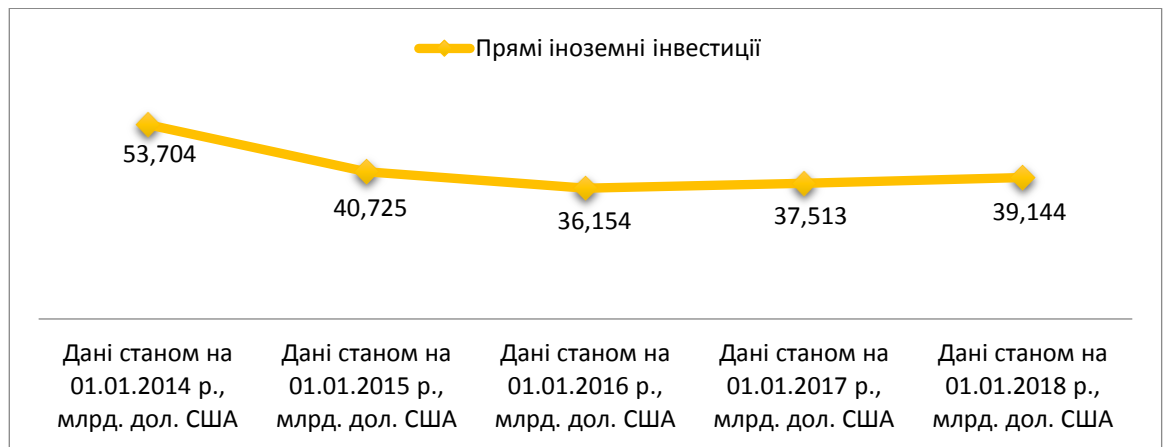 Прямі іноземні інвестиції
53,704
40,725
36,154
37,513
39,144
Дані станом на
01.01.2014 р.,
млрд. дол. США
Дані станом на
01.01.2015 р.,
млрд. дол. США
Дані станом на
01.01.2016 р.,
млрд. дол. США
Дані станом на
01.01.2017 р.,
млрд. дол. США
Дані станом на
01.01.2018 р.,
млрд. дол. США